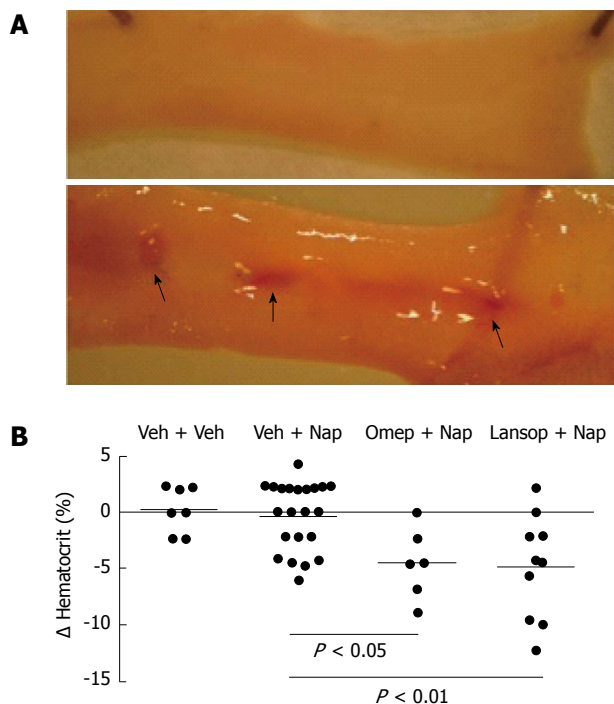 A
B
Veh + Veh Veh + Nap Omep + Nap Lansop + Nap
5
0
-5
-10
-15
Δ Hematocrit (%)
P < 0.05
P < 0.01